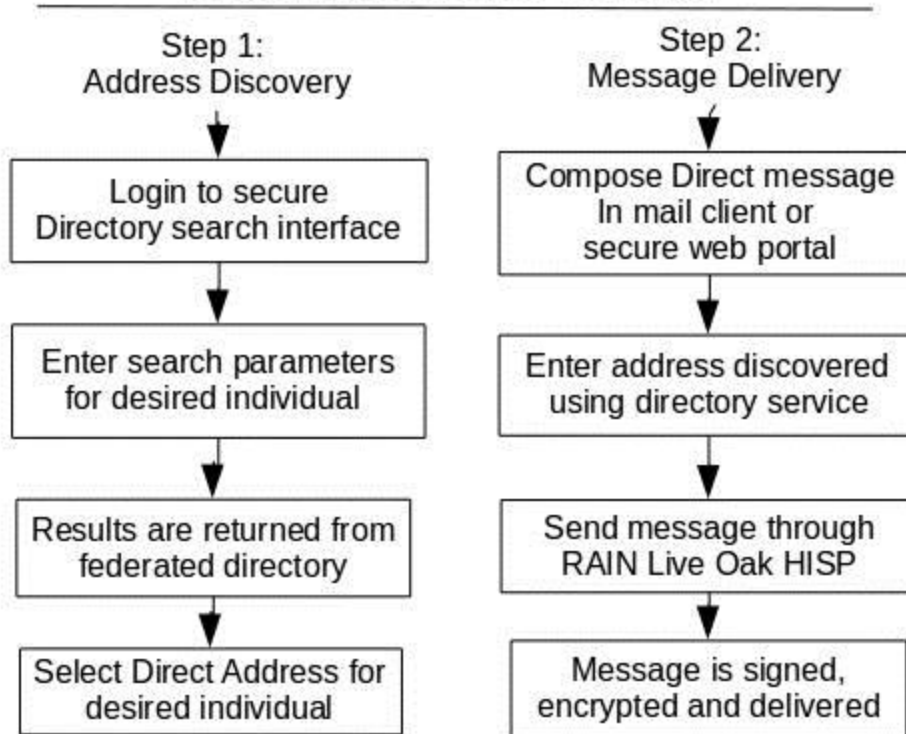 Step 1:
Address Discovery
Login to secure
Directory search interface
Enter search parameters
for desired individual
Results are returned from
federated directory
Select Direct Address for
desired individual
Step 2:
Message Delivery
Compose Direct message
In mail client or
secure web portal
Enter address discovered
using directory service
Send message through
RAIN Live Oak HISP
Message is signed,
encrypted and delivered